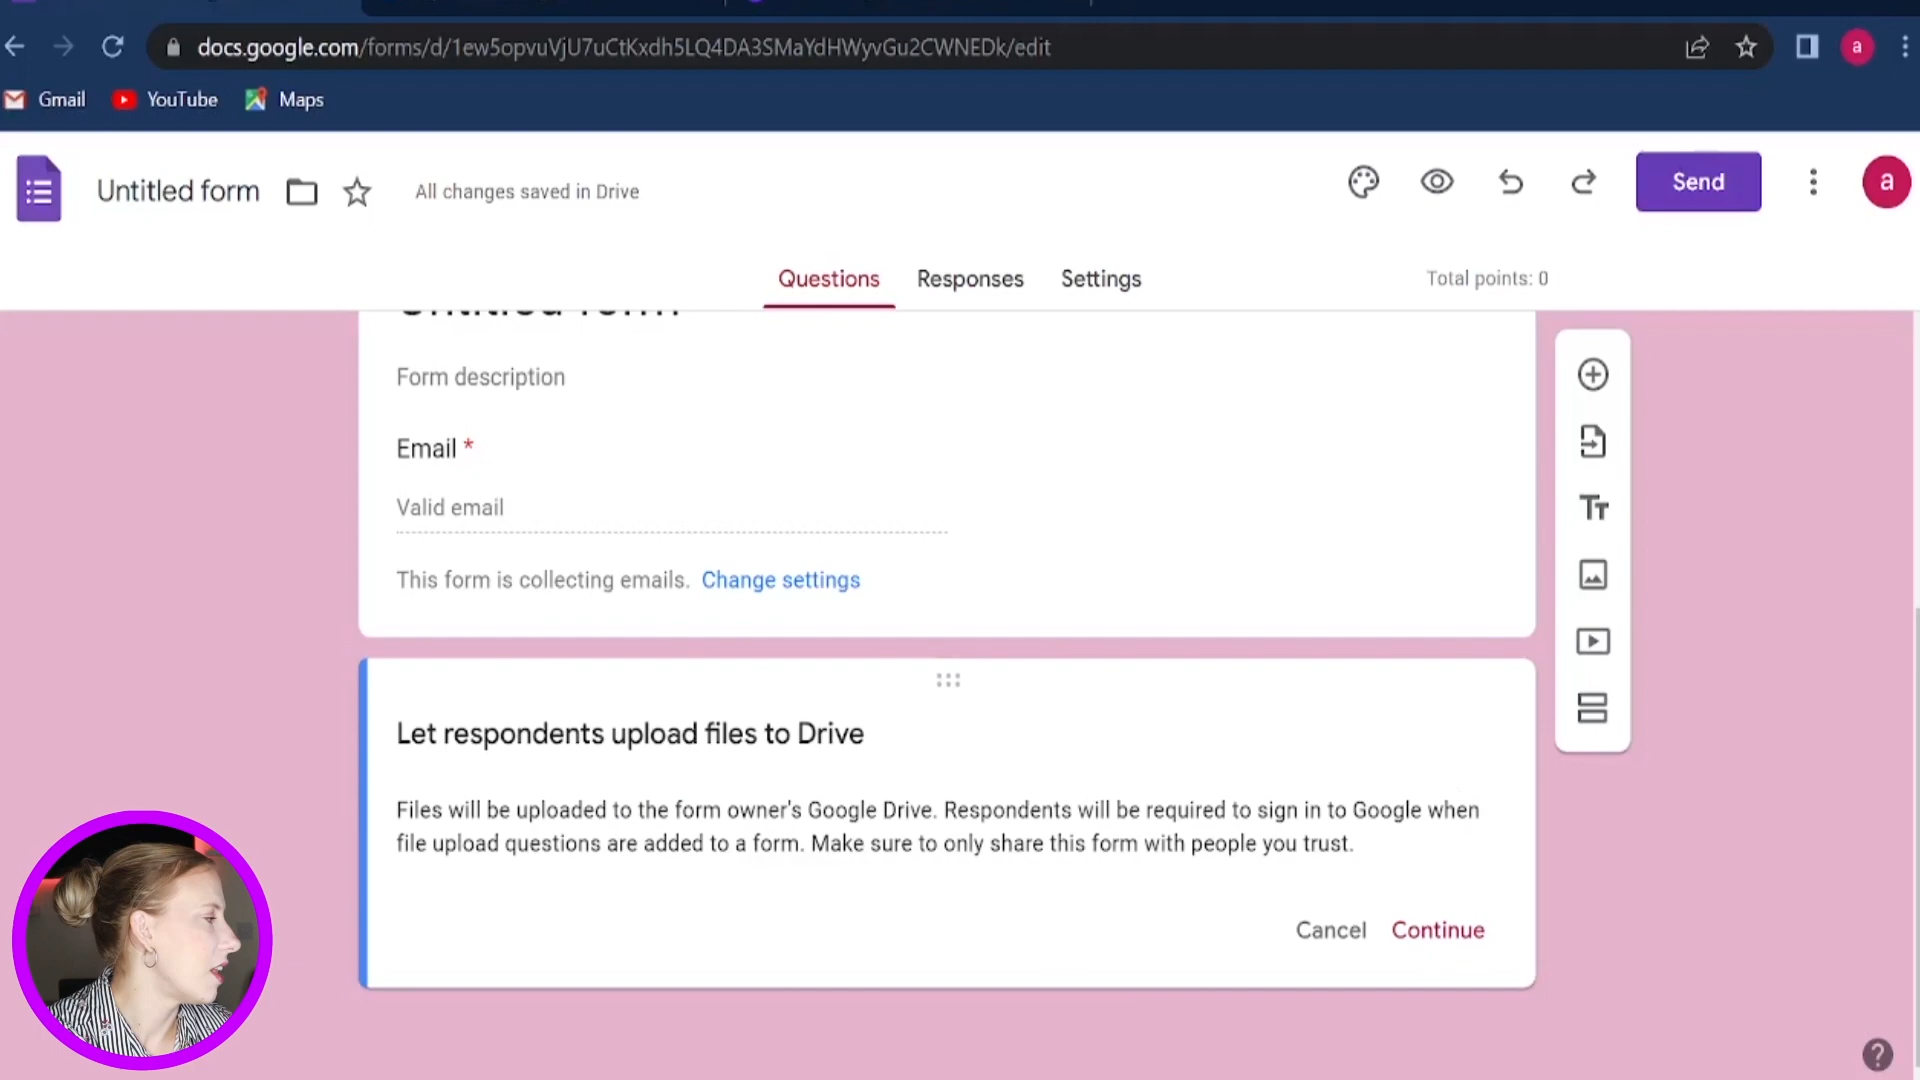 docs.google.com/forms/d/1ew5opvuVjU7uCtKxdh5LQ4DA3SMaYdHWyvGu2CWNEDk/edit
a
Gmail
YouTube
Maps
Untitled form
All changes saved in Drive
Send
a
Questions
Responses
Settings
Total points: 0
Untitled form
Form description
Email *
Valid email
This form is collecting emails. Change settings
Let respondents upload files to Drive
Files will be uploaded to the form owner's Google Drive. Respondents will be required to sign in to Google when
file upload questions are added to a form. Make sure to only share this form with people you trust.
Cancel
Continue